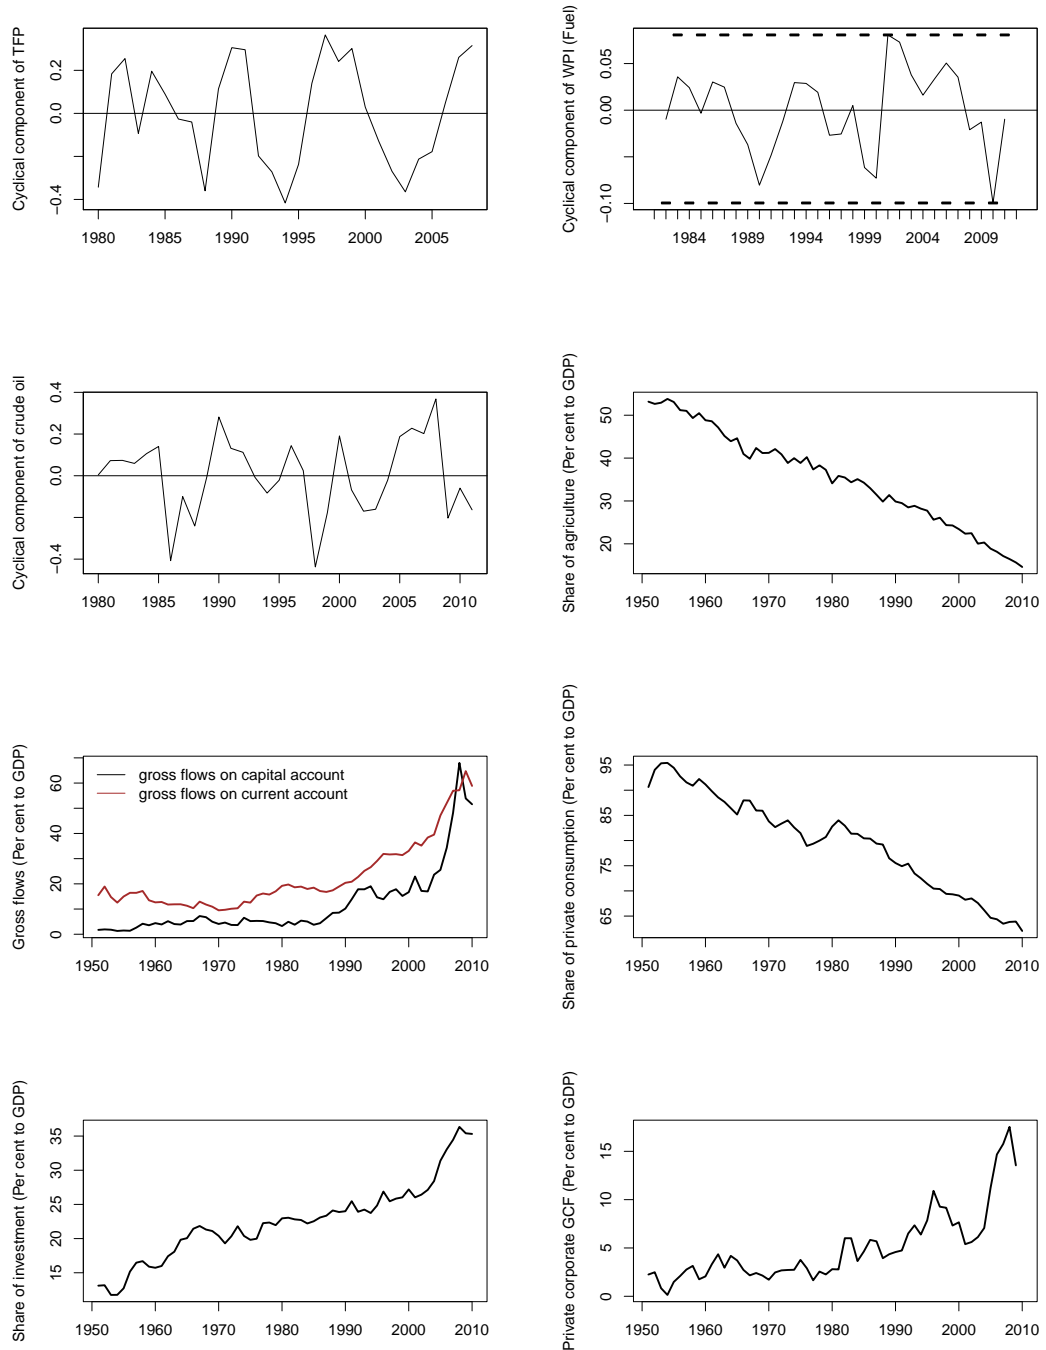 Cyclical component of TFP
0.2
0.0
−0.4
1980 1985 1990 1995 2000 2005
Cyclical component of WPI (Fuel)
0.05
0.00
−0.10
1984 1989 1994 1999 2004 2009
Cyclical component of crude oil
0.4
0.2
0.0
−0.4
1980 1985 1990 1995 2000 2005 2010
Share of agriculture (Per cent to GDP)
50
40
30
20
1950 1960 1970 1980 1990 2000 2010
Gross flows (Per cent to GDP)
60
40
20
0
gross flows on capital account
gross flows on current account
1950 1960 1970 1980 1990 2000 2010
Share of private consumption (Per cent to GDP)
95
85
75
65
1950 1960 1970 1980 1990 2000 2010
Share of investment (Per cent to GDP)
35
30
25
20
15
1950 1960 1970 1980 1990 2000 2010
Private corporate GCF (Per cent to GDP)
15
10
5
0
1950 1960 1970 1980 1990 2000 2010